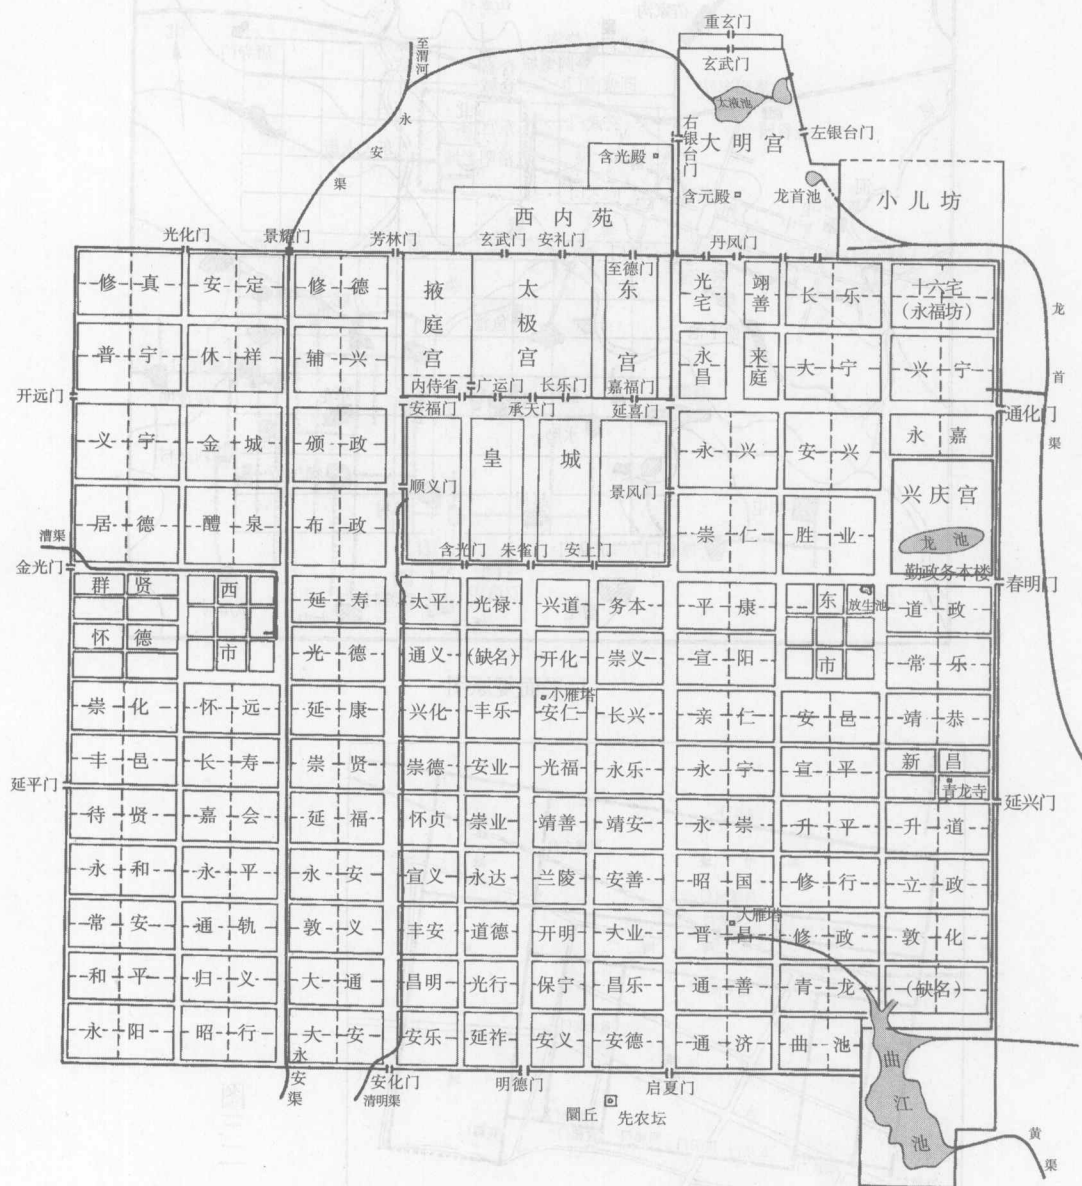 重玄门
玄武门
至渭河
太液池
永安渠
右银台门
大明宫
左银台门
含光殿
含元殿
龙首池
小儿坊
西内苑
光化门
景耀门
芳林门
玄武门
安礼门
丹凤门
至德门
修真
安定
修德
掖庭宫
太极宫
东宫
光宅
翊善
长乐
十六宅
(永福坊)
龙首渠
普宁
休祥
辅兴
永昌
来庭
大宁
兴宁
内侍省
广运门
长乐门
嘉福门
开远门
安福门
承天门
延喜门
通化门
义宁
金城
颁政
皇城
永兴
安兴
永嘉
顺义门
景风门
兴庆宫
居德
醴泉
布政
崇仁
胜业
龙池
漕渠
含光门
朱雀门
安上门
金光门
勤政务本楼
春明门
群贤
西市
延寿
太平
光禄
兴道
务本
平康
东市
放生池
道政
怀德
光德
通义
(缺名)
开化
崇义
宣阳
常乐
小雁塔
崇化
怀远
延康
兴化
丰乐
安仁
长兴
亲仁
安邑
靖恭
丰邑
长寿
崇贤
崇德
安业
光福
永乐
永宁
宣平
新昌
青龙寺
延平门
延兴门
待贤
嘉会
延福
怀贞
崇业
靖善
靖安
永崇
升平
升道
永和
永平
永安
宣义
永达
兰陵
安善
昭国
修行
立政
大雁塔
常安
通轨
敦义
丰安
道德
开明
大业
晋昌
修政
敦化
和平
归义
大通
昌明
光行
保宁
昌乐
通善
青龙
(缺名)
永阳
昭行
大安
安乐
延祚
安义
安德
通济
曲池
曲江池
永安渠
安化门
清明渠
明德门
启夏门
圜丘
先农坛
黄渠